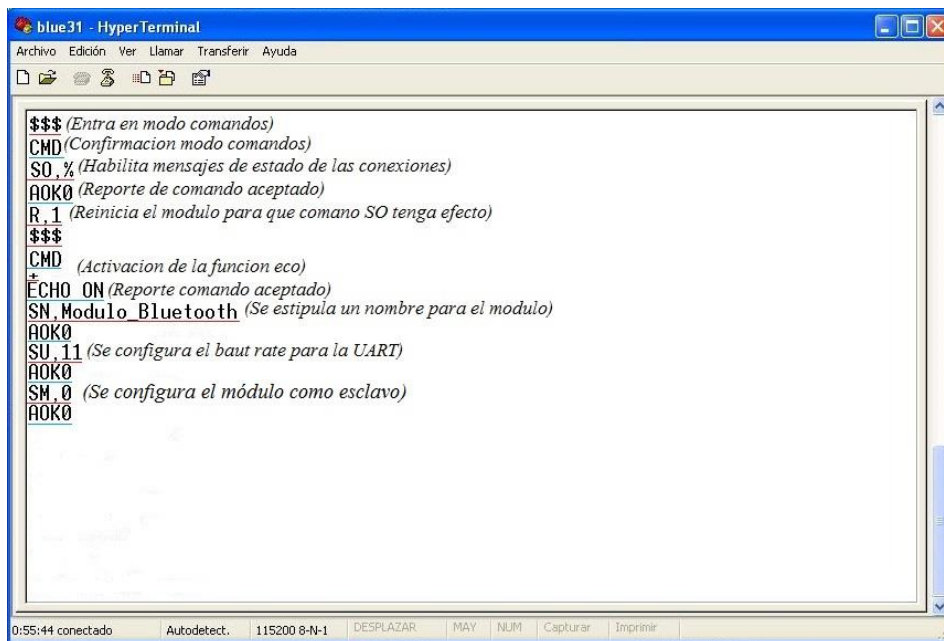 blue31 - HyperTerminal
Archivo Edición Ver Llamar Transferir Ayuda
$$$ (Entra en modo comandos)
CMD (Confirmacion modo comandos)
SO,% (Habilita mensajes de estado de las conexiones)
AOK0 (Reporte de comando aceptado)
R,1 (Reinicia el modulo para que comano SO tenga efecto)
$$$
CMD
+ (Activacion de la funcion eco)
ECHO ON (Reporte comando aceptado)
SN,Modulo_Bluetooth (Se estipula un nombre para el modulo)
AOK0
SU,11 (Se configura el baut rate para la UART)
AOK0
SM,0 (Se configura el módulo como esclavo)
AOK0
0:55:44 conectado Autodetect. 115200 8-N-1 DESPLAZAR MAY NUM Capturar Imprimir